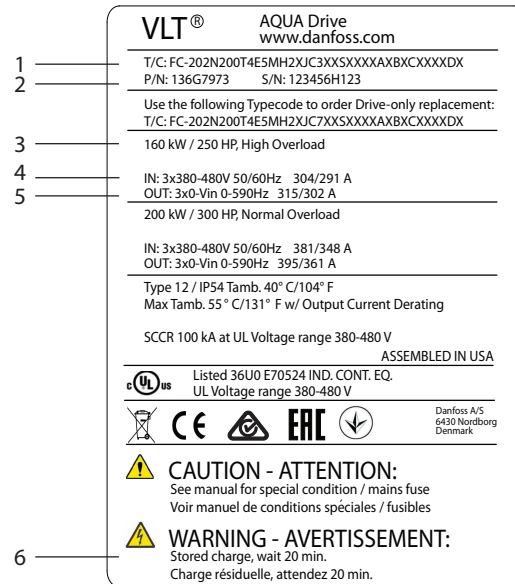 VLT® AQUA Drive
www.danfoss.com
1
T/C: FC-202N200T4E5MH2XJC3XXSXXXXAXBXCXXXXDX
2
P/N: 136G7973 S/N: 123456H123
Use the following Typecode to order Drive-only replacement:
T/C: FC-202N200T4E5MH2XJC7XXSXXXXAXBXCXXXXDX
3
160 kW / 250 HP, High Overload
4
IN: 3x380-480V 50/60Hz 304/291 A
5
OUT: 3x0-Vin 0-590Hz 315/302 A
200 kW / 300 HP, Normal Overload
IN: 3x380-480V 50/60Hz 381/348 A
OUT: 3x0-Vin 0-590Hz 395/361 A
Type 12 / IP54 Tamb. 40° C/104° F
Max Tamb. 55° C/131° F w/ Output Current Derating
SCCR 100 kA at UL Voltage range 380-480 V
ASSEMBLED IN USA
c UL us Listed 36U0 E70524 IND. CONT. EQ.
UL Voltage range 380-480 V
CE EAC
Danfoss A/S
6430 Nordborg
Denmark
CAUTION - ATTENTION:
See manual for special condition / mains fuse
Voir manuel de conditions spéciales / fusibles
WARNING - AVERTISSEMENT:
6
Stored charge, wait 20 min.
Charge résiduelle, attendez 20 min.